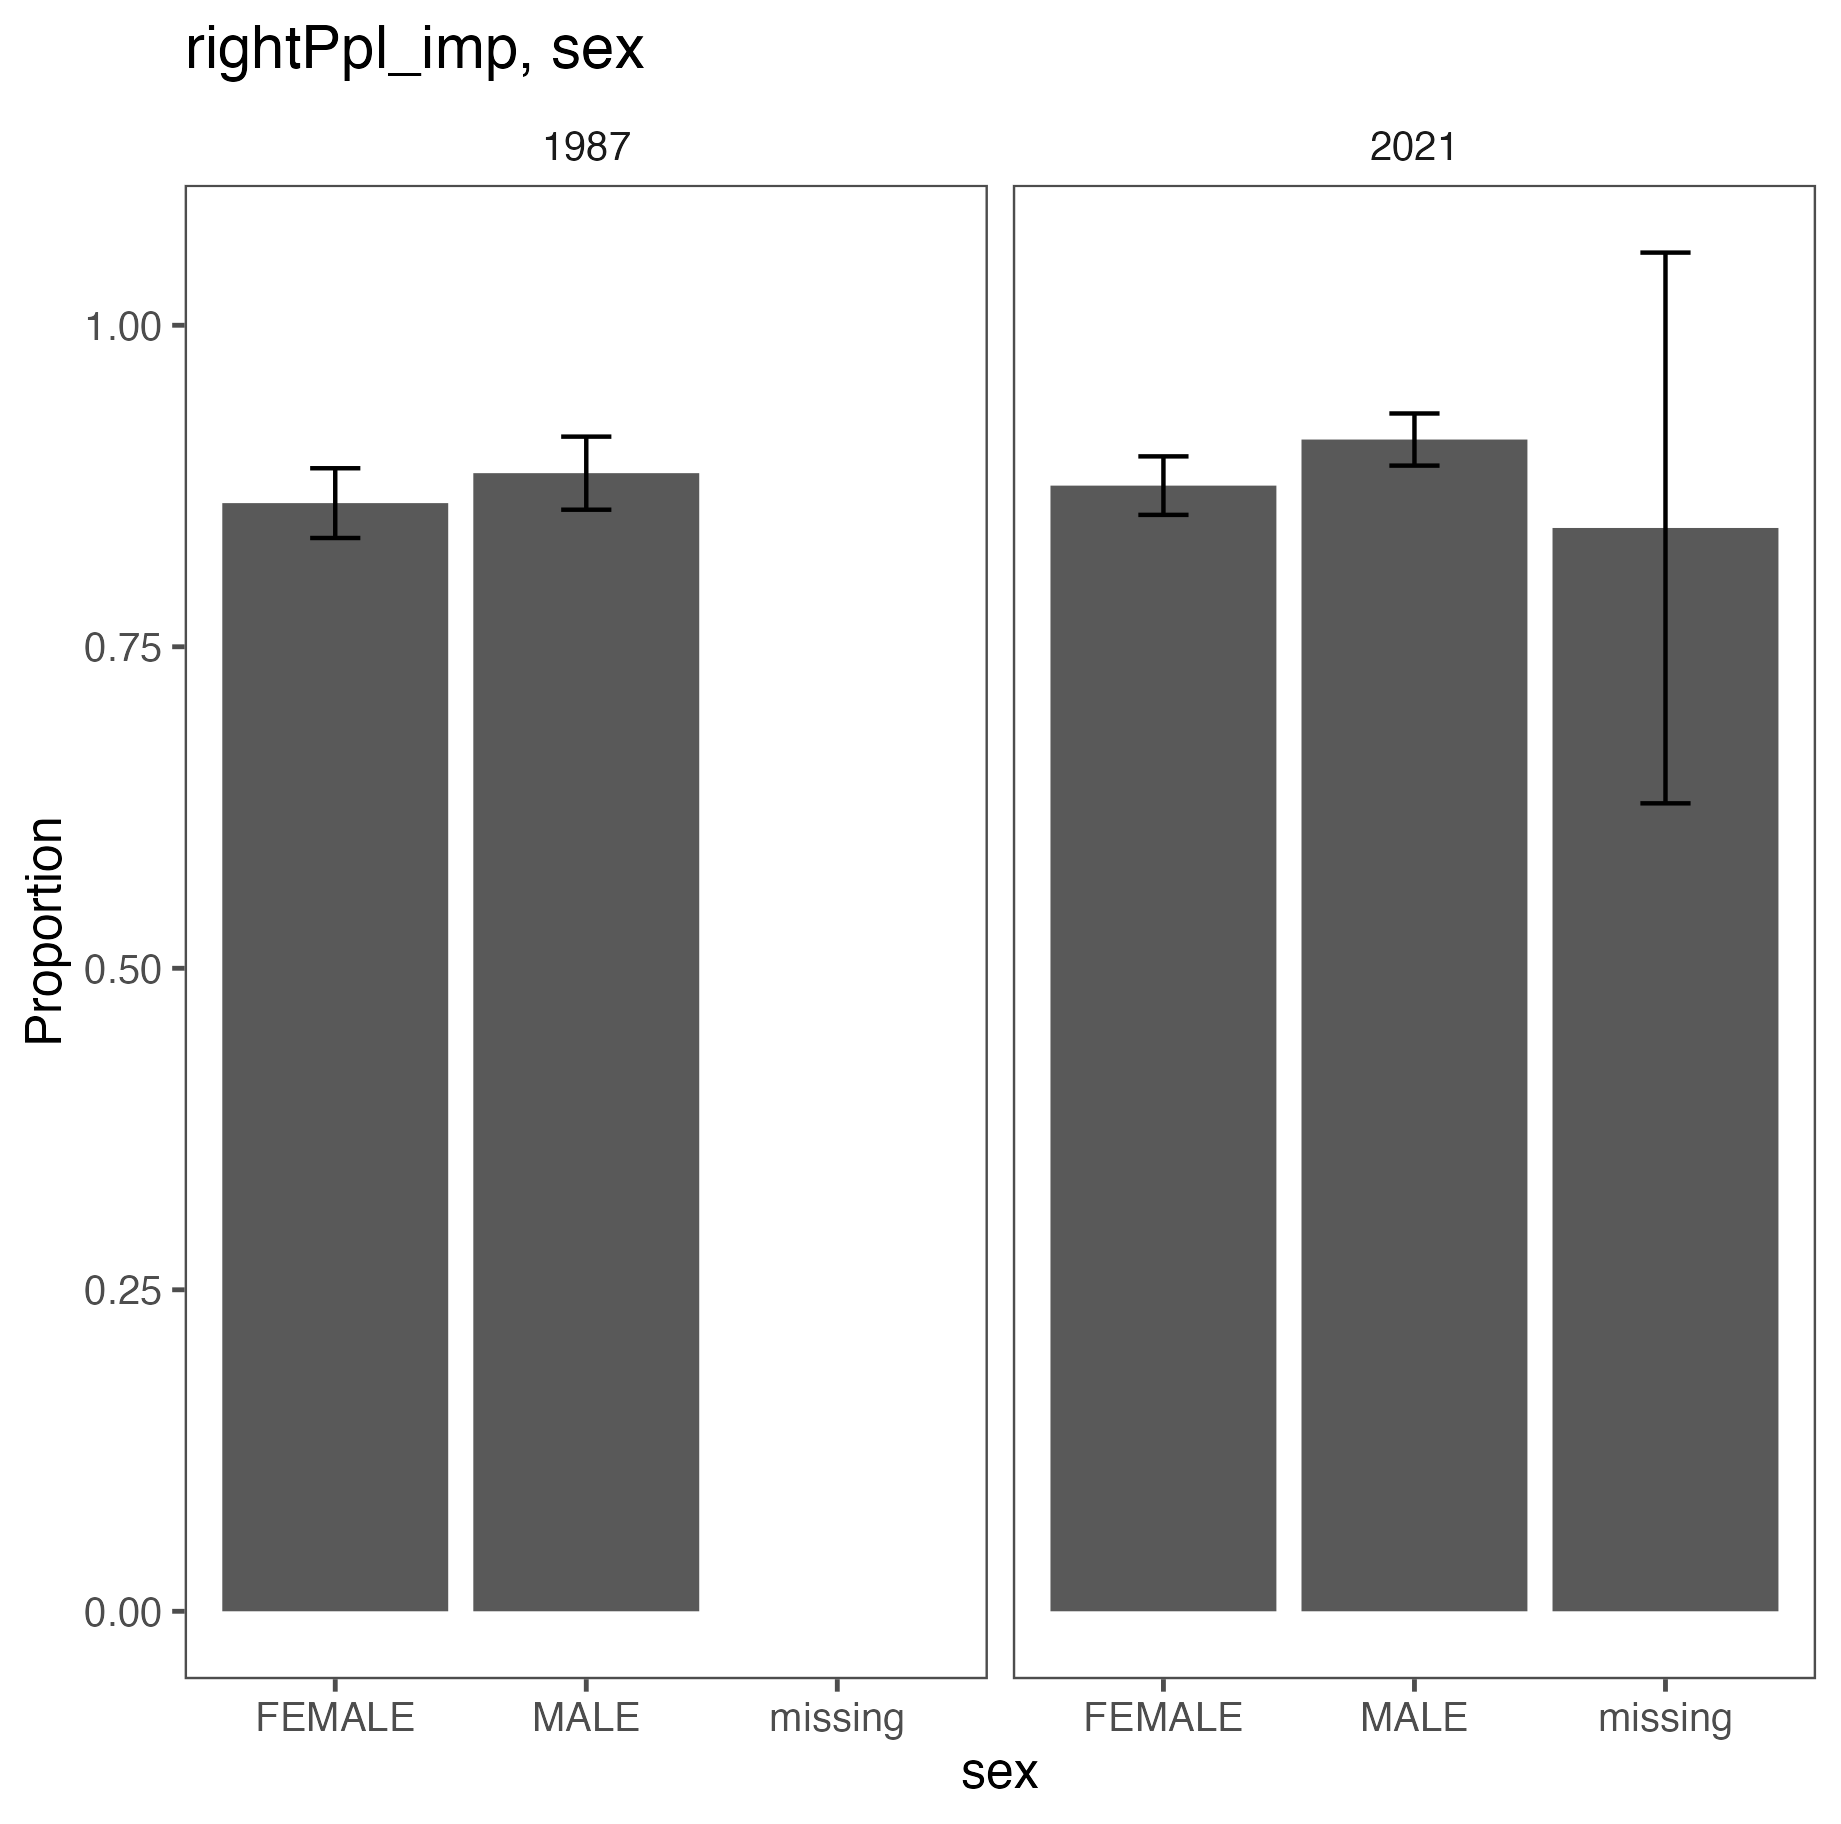 rightPpl_imp, sex
1987
2021
Proportion
1.00
0.75
0.50
0.25
0.00
FEMALE MALE missing
FEMALE MALE missing
sex